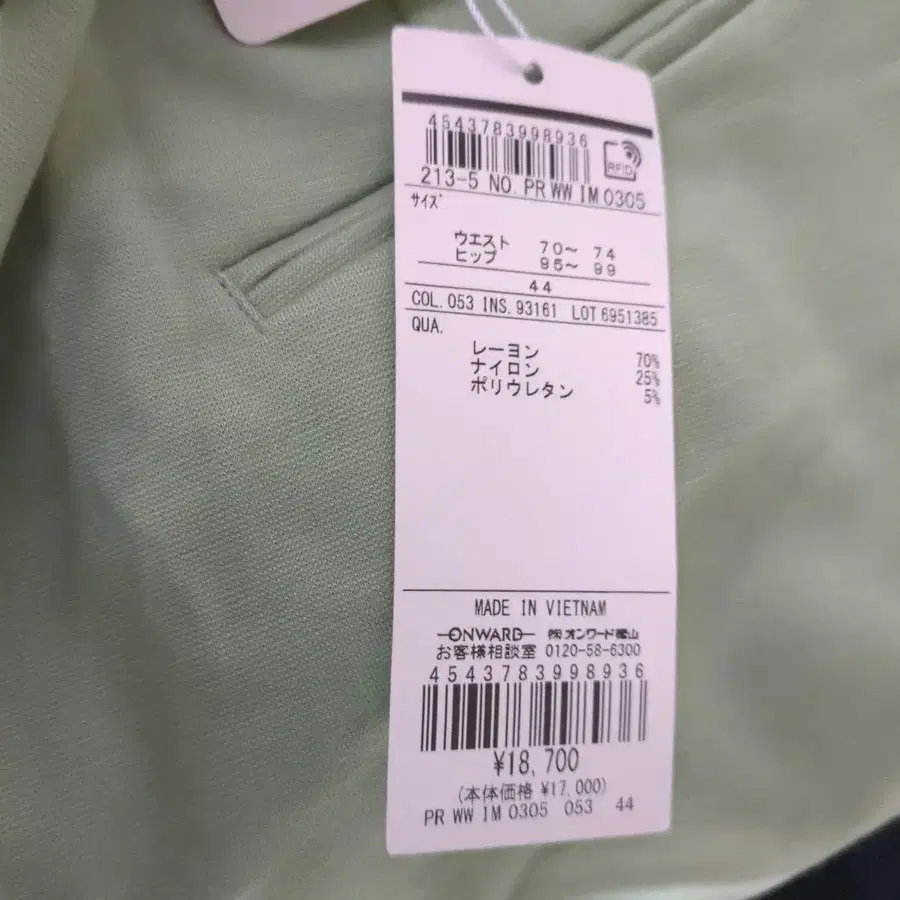 4543783998936
RFID
213-5 NO. PR WW IM 0305
サイズ
ウエスト 70～ 74
ヒップ 95～ 99
44
COL. 053 INS. 93161 LOT 6951385
QUA.
レーヨン 70%
ナイロン 25%
ポリウレタン 5%
MADE IN VIETNAM
ONWARD ㈱オンワード樫山
お客様相談室 0120-58-6300
4543783998936
¥18,700
(本体価格 ¥17,000)
PR WW IM 0305 053 44